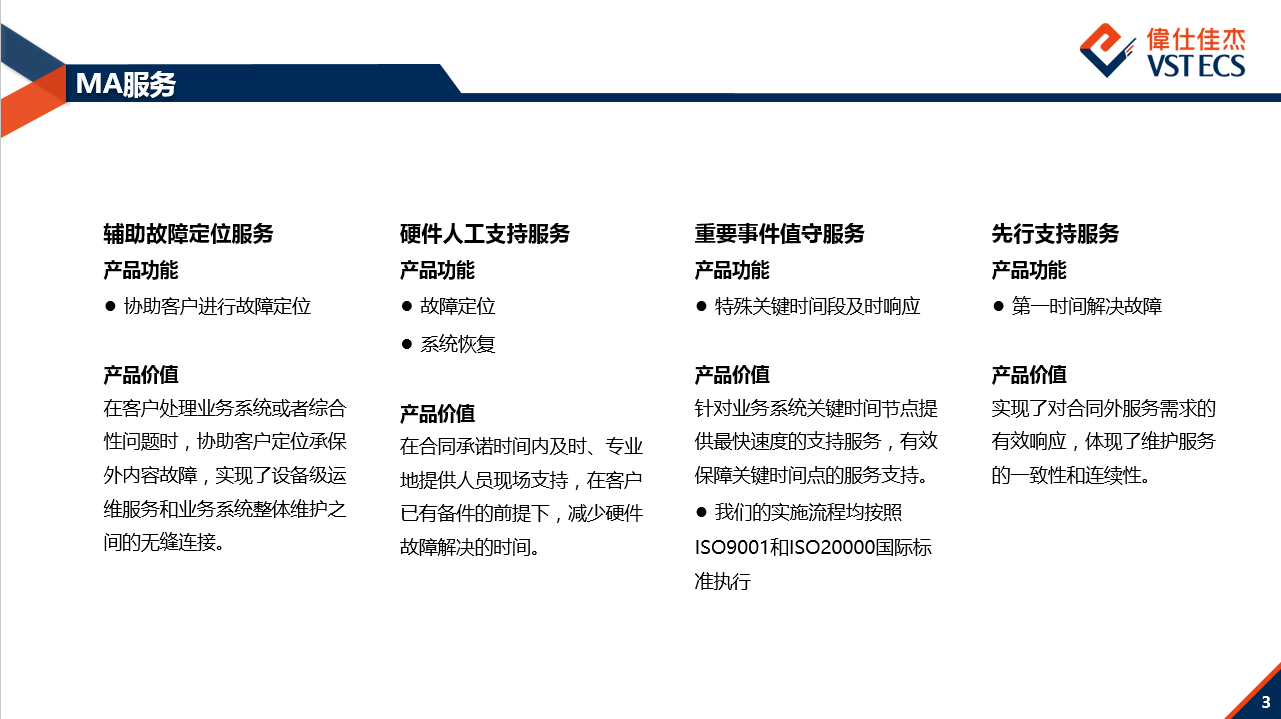 MA服务
偉仕佳杰
VSTECS
辅助故障定位服务
产品功能
● 协助客户进行故障定位
产品价值
在客户处理业务系统或者综合
性问题时，协助客户定位承保
外内容故障，实现了设备级运
维服务和业务系统整体维护之
间的无缝连接。
硬件人工支持服务
产品功能
● 故障定位
● 系统恢复
产品价值
在合同承诺时间内及时、专业
地提供人员现场支持，在客户
已有备件的前提下，减少硬件
故障解决的时间。
重要事件值守服务
产品功能
● 特殊关键时间段及时响应
产品价值
针对业务系统关键时间节点提
供最快速度的支持服务，有效
保障关键时间点的服务支持。
● 我们的实施流程均按照
ISO9001和ISO20000国际标
准执行
先行支持服务
产品功能
● 第一时间解决故障
产品价值
实现了对合同外服务需求的
有效响应，体现了维护服务
的一致性和连续性。
3